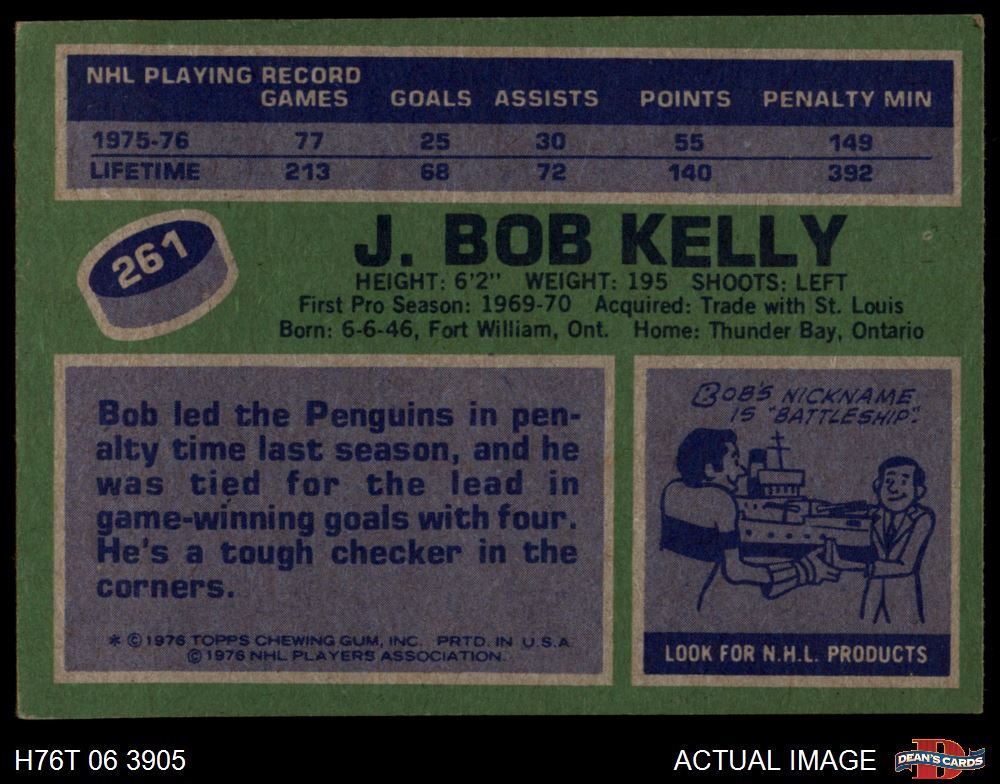 NHL PLAYING RECORD
GAMES GOALS ASSISTS POINTS PENALTY MIN
1975-76 77 25 30 55 149
LIFETIME 213 68 72 140 392
261
J. BOB KELLY
HEIGHT: 6'2" WEIGHT: 195 SHOOTS: LEFT
First Pro Season: 1969-70 Acquired: Trade with St. Louis
Born: 6-6-46, Fort William, Ont. Home: Thunder Bay, Ontario
Bob led the Penguins in pen-
alty time last season, and he
was tied for the lead in
game-winning goals with four.
He's a tough checker in the
corners.
* © 1976 TOPPS CHEWING GUM, INC. PRTD. IN U.S.A.
© 1976 NHL PLAYERS ASSOCIATION.
BOB'S NICKNAME
IS "BATTLESHIP".
LOOK FOR N.H.L. PRODUCTS
H76T 06 3905
ACTUAL IMAGE
D
DEAN'S CARDS